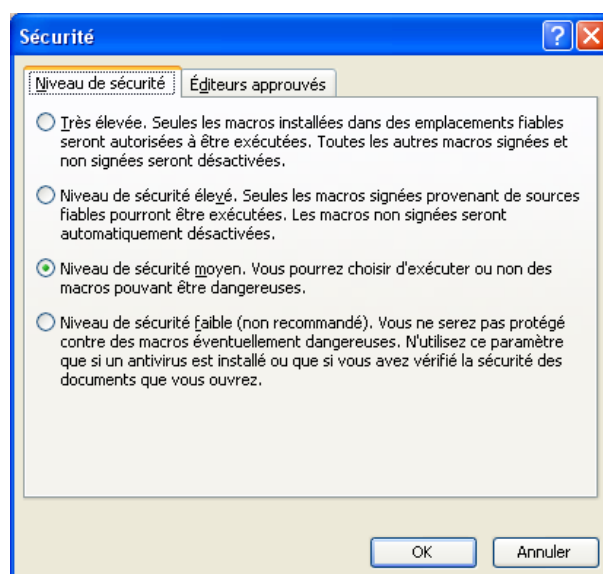 Sécurité
Niveau de sécurité
Éditeurs approuvés
Très élevée. Seules les macros installées dans des emplacements fiables
seront autorisées à être exécutées. Toutes les autres macros signées et
non signées seront désactivées.
Niveau de sécurité élevé. Seules les macros signées provenant de sources
fiables pourront être exécutées. Les macros non signées seront
automatiquement désactivées.
Niveau de sécurité moyen. Vous pourrez choisir d'exécuter ou non des
macros pouvant être dangereuses.
Niveau de sécurité faible (non recommandé). Vous ne serez pas protégé
contre des macros éventuellement dangereuses. N'utilisez ce paramètre
que si un antivirus est installé ou que si vous avez vérifié la sécurité des
documents que vous ouvrez.
OK
Annuler